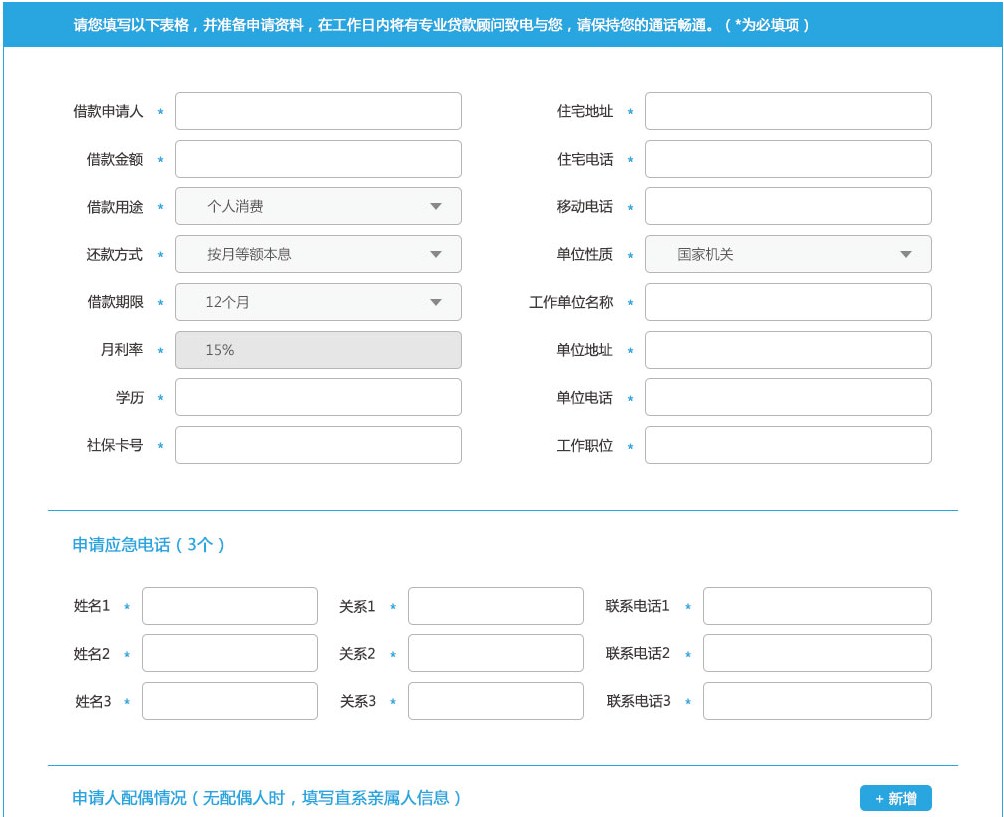 请您填写以下表格，并准备申请资料，在工作日内将有专业贷款顾问致电与您，请保持您的通话畅通。（*为必填项）
借款申请人 * 住宅地址 *
借款金额 * 住宅电话 *
借款用途 * 个人消费 移动电话 *
还款方式 * 按月等额本息 单位性质 * 国家机关
借款期限 * 12个月 工作单位名称 *
月利率 * 15% 单位地址 *
学历 * 单位电话 *
社保卡号 * 工作职位 *
申请应急电话（3个）
姓名1 * 关系1 * 联系电话1 *
姓名2 * 关系2 * 联系电话2 *
姓名3 * 关系3 * 联系电话3 *
申请人配偶情况（无配偶人时，填写直系亲属人信息） + 新增